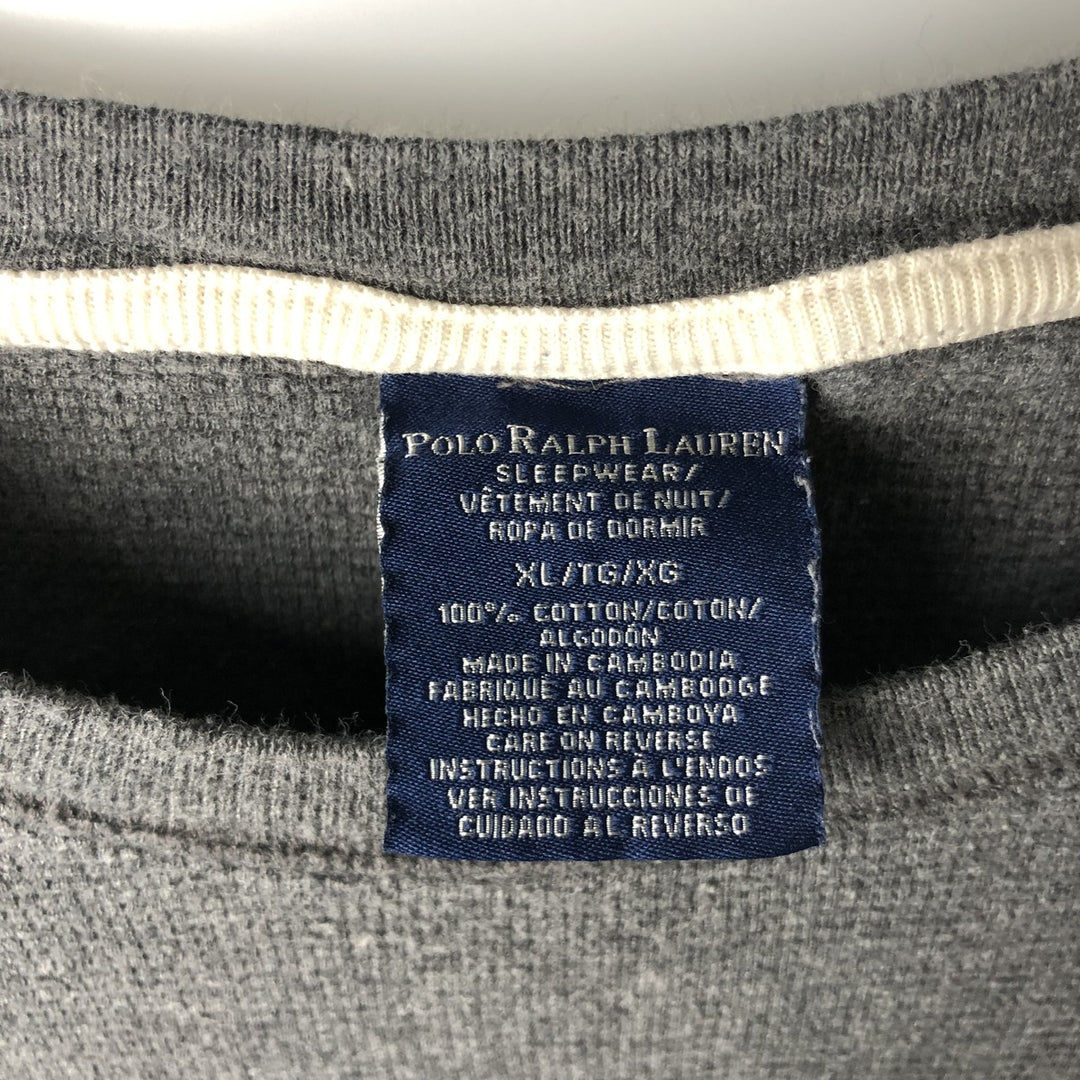 POLO RALPH LAUREN
SLEEPWEAR/
VÊTEMENT DE NUIT/
ROPA DE DORMIR
XL/TG/XG
100% COTTON/COTON/
ALGODÓN
MADE IN CAMBODIA
FABRIQUE AU CAMBODGE
HECHO EN CAMBOYA
CARE ON REVERSE
INSTRUCTIONS À L'ENDOS
VER INSTRUCCIONES DE
CUIDADO AL REVERSO